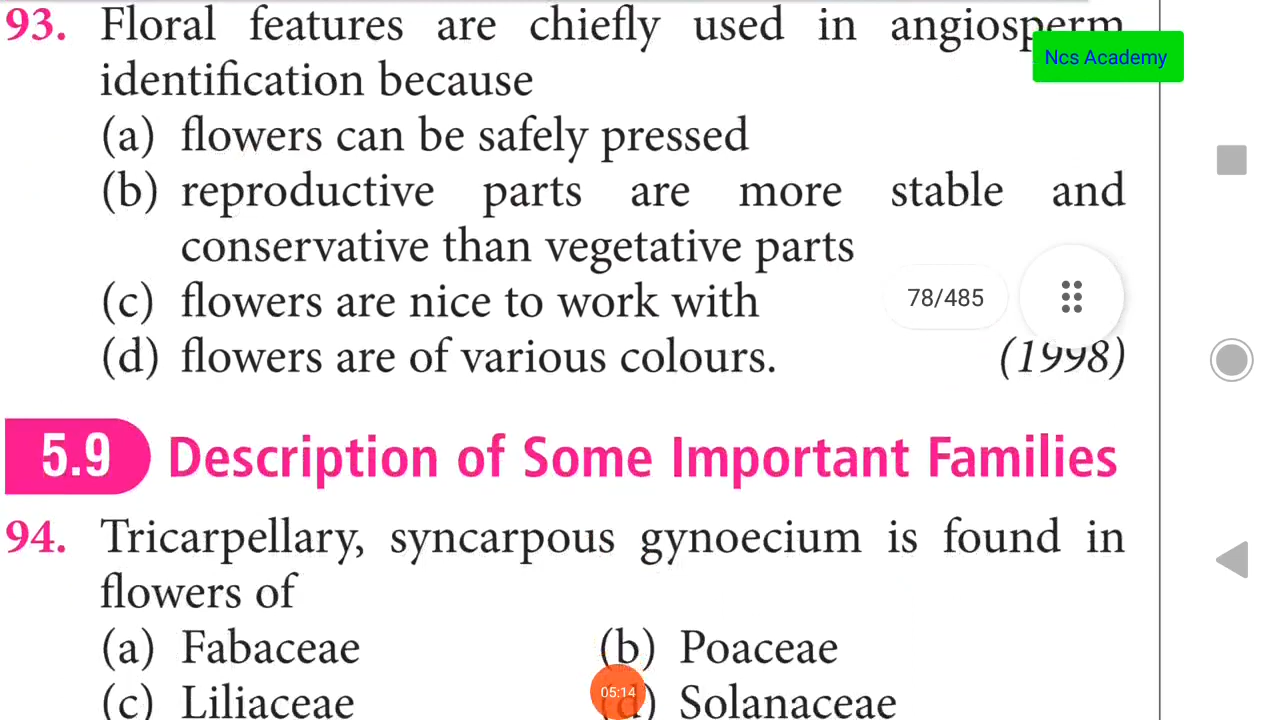 93. Floral features are chiefly used in angiosperm
Ncs Academy
identification because
(a) flowers can be safely pressed
(b) reproductive parts are more stable and
conservative than vegetative parts
(c) flowers are nice to work with
78/485
(d) flowers are of various colours. (1998)
5.9 Description of Some Important Families
94. Tricarpellary, syncarpous gynoecium is found in
flowers of
(a) Fabaceae (b) Poaceae
(c) Liliaceae (d) Solanaceae
05:14